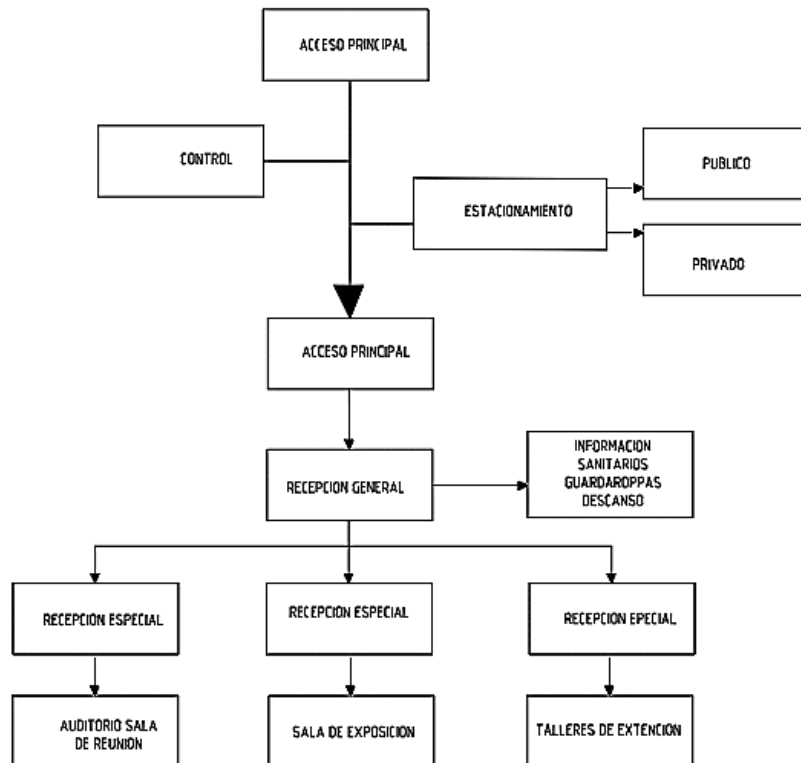 ACCESO PRINCIPAL
CONTROL
PUBLICO
ESTACIONAMIENTO
PRIVADO
ACCESO PRINCIPAL
RECEPCION GENERAL
INFORMACION
SANITARIOS
GUARDAROPPAS
DESCANSO
RECEPCION ESPECIAL
RECEPCION ESPECIAL
RECEPCION EPECIAL
AUDITORIO SALA
DE REUNION
SALA DE EXPOSICION
TALLERES DE EXTENCION